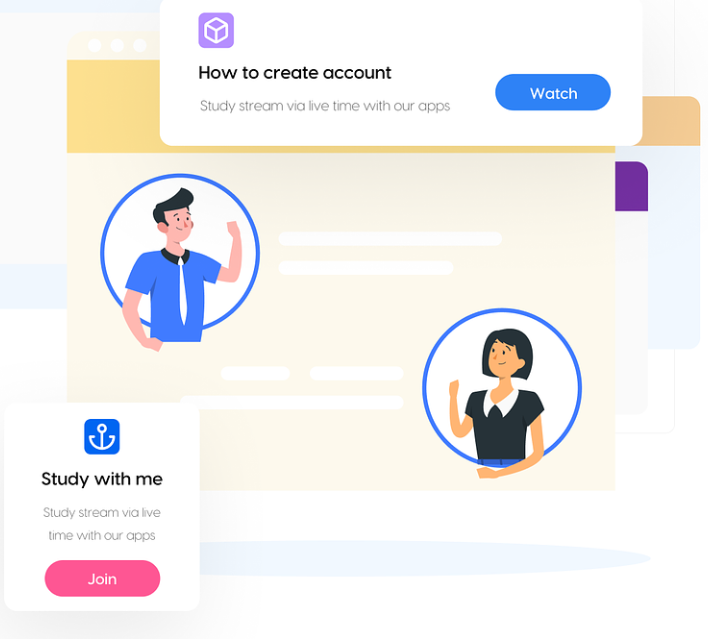 How to create account
Study stream via live time with our apps
Watch
Study with me
Study stream via live
time with our apps
Join